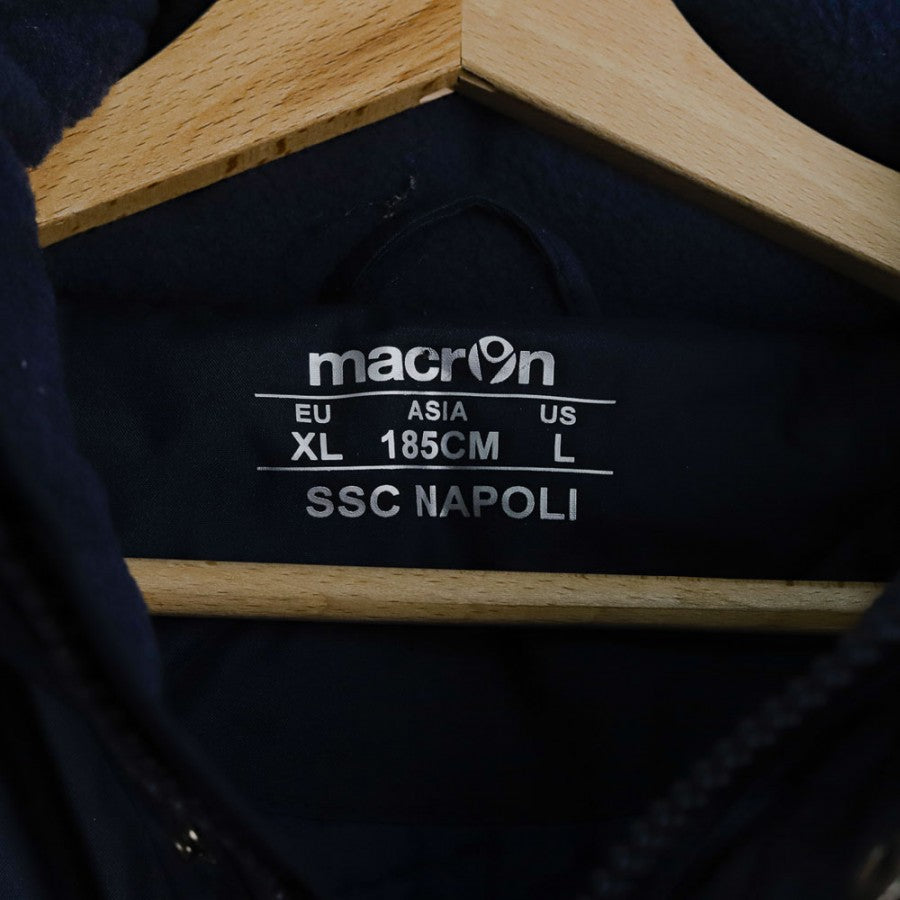 macron
EU ASIA US
XL 185CM L
SSC NAPOLI